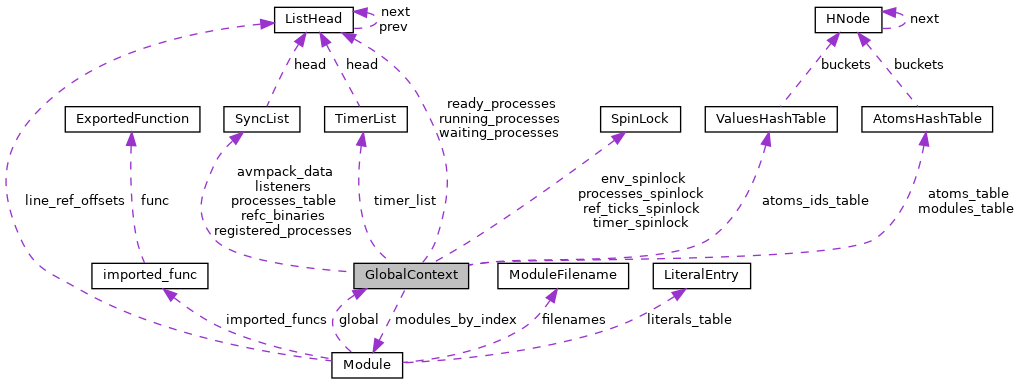 ListHead
next
prev
HNode
next
head
head
buckets
buckets
ready_processes
running_processes
waiting_processes
ExportedFunction
SyncList
TimerList
SpinLock
ValuesHashTable
AtomsHashTable
line_ref_offsets
func
avmpack_data
listeners
processes_table
refc_binaries
registered_processes
timer_list
env_spinlock
processes_spinlock
ref_ticks_spinlock
timer_spinlock
atoms_ids_table
atoms_table
modules_table
imported_func
GlobalContext
ModuleFilename
LiteralEntry
imported_funcs
global
modules_by_index
filenames
literals_table
Module